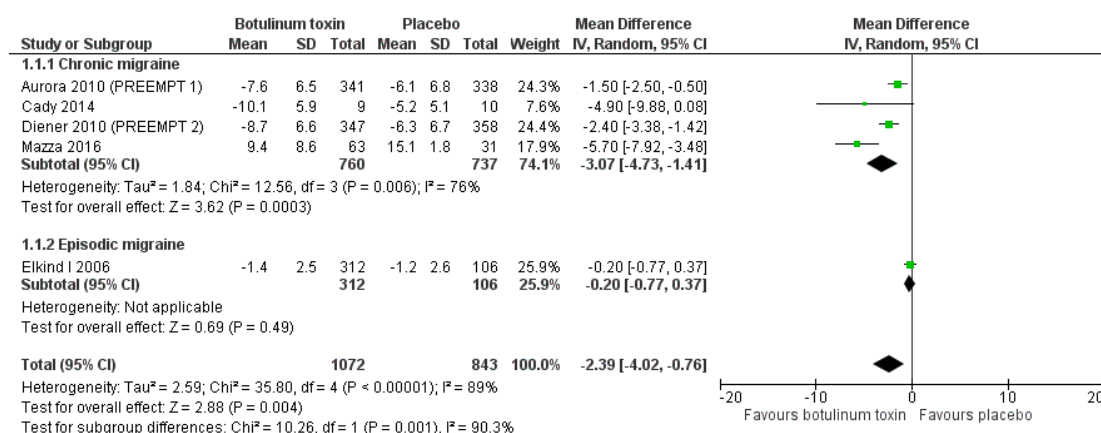 Botulinum toxin Placebo Mean Difference Mean Difference
Study or Subgroup Mean SD Total Mean SD Total Weight IV, Random, 95% CI IV, Random, 95% CI
1.1.1 Chronic migraine
Aurora 2010 (PREEMPT 1) -7.6 6.5 341 -6.1 6.8 338 24.3% -1.50 [-2.50, -0.50]
Cady 2014 -10.1 5.9 9 -5.2 5.1 10 7.6% -4.90 [-9.88, 0.08]
Diener 2010 (PREEMPT 2) -8.7 6.6 347 -6.3 6.7 358 24.4% -2.40 [-3.38, -1.42]
Mazza 2016 9.4 8.6 63 15.1 1.8 31 17.9% -5.70 [-7.92, -3.48]
Subtotal (95% CI) 760 737 74.1% -3.07 [-4.73, -1.41]
Heterogeneity: Tau² = 1.84; Chi² = 12.56, df = 3 (P = 0.006); I² = 76%
Test for overall effect: Z = 3.62 (P = 0.0003)
1.1.2 Episodic migraine
Elkind I 2006 -1.4 2.5 312 -1.2 2.6 106 25.9% -0.20 [-0.77, 0.37]
Subtotal (95% CI) 312 106 25.9% -0.20 [-0.77, 0.37]
Heterogeneity: Not applicable
Test for overall effect: Z = 0.69 (P = 0.49)
Total (95% CI) 1072 843 100.0% -2.39 [-4.02, -0.76]
Heterogeneity: Tau² = 2.59; Chi² = 35.80, df = 4 (P < 0.00001); I² = 89%
Test for overall effect: Z = 2.88 (P = 0.004)
Test for subgroup differences: Chi² = 10.26, df = 1 (P = 0.001), I² = 90.3%
-20 -10 0 10 20
Favours botulinum toxin Favours placebo